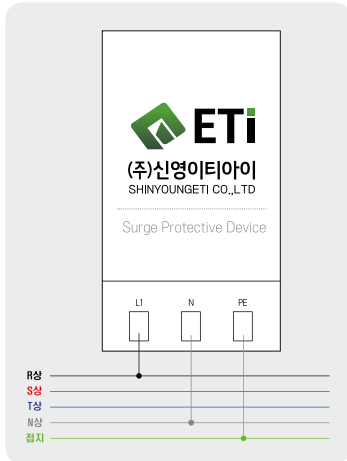 ETi
(주)신영이티아이
SHINYOUNGETI CO.,LTD
Surge Protective Device
L1 N PE
R상
S상
T상
N상
접지